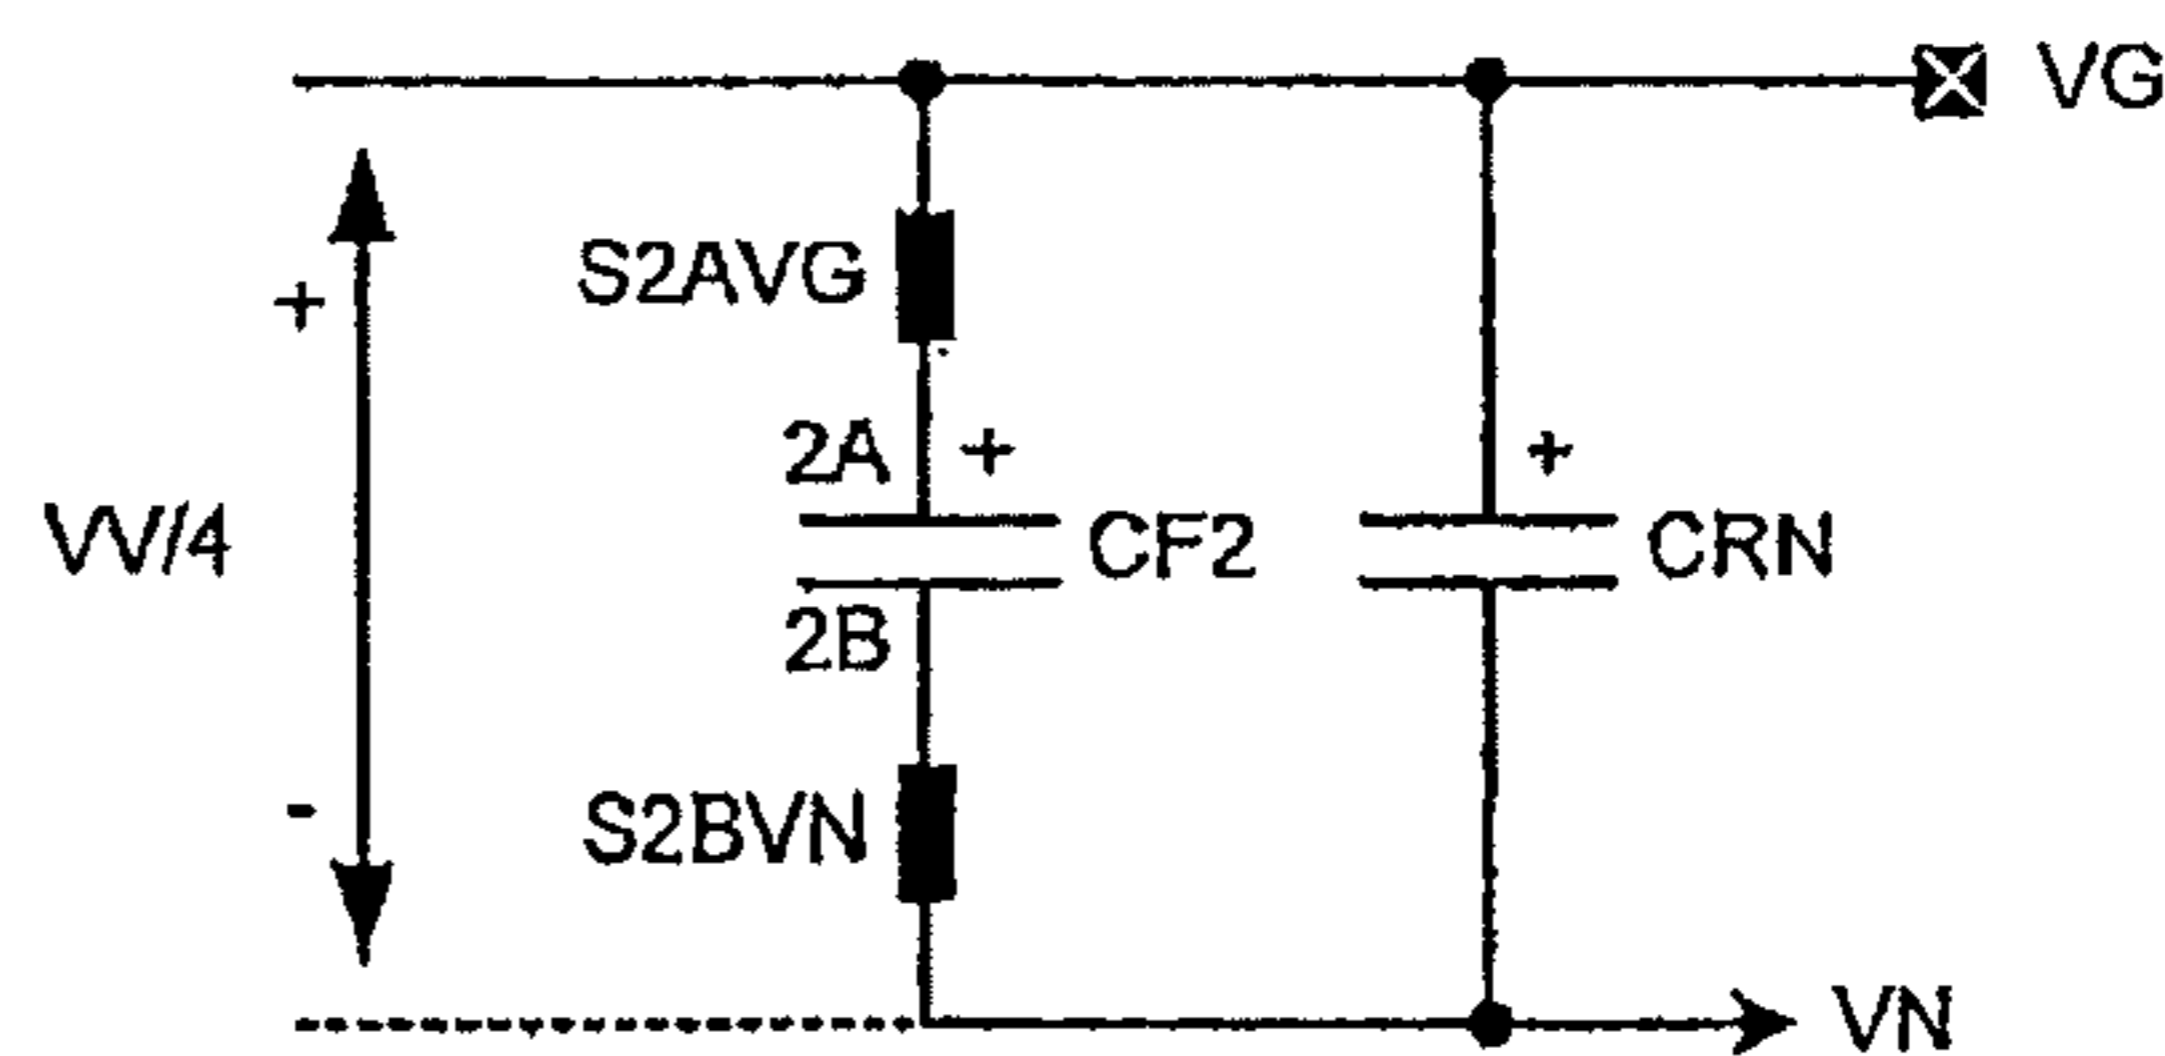 VG
S2AVG
+
2A +
+
VV/4
CF2
CRN
2B
S2BVN
-
VN